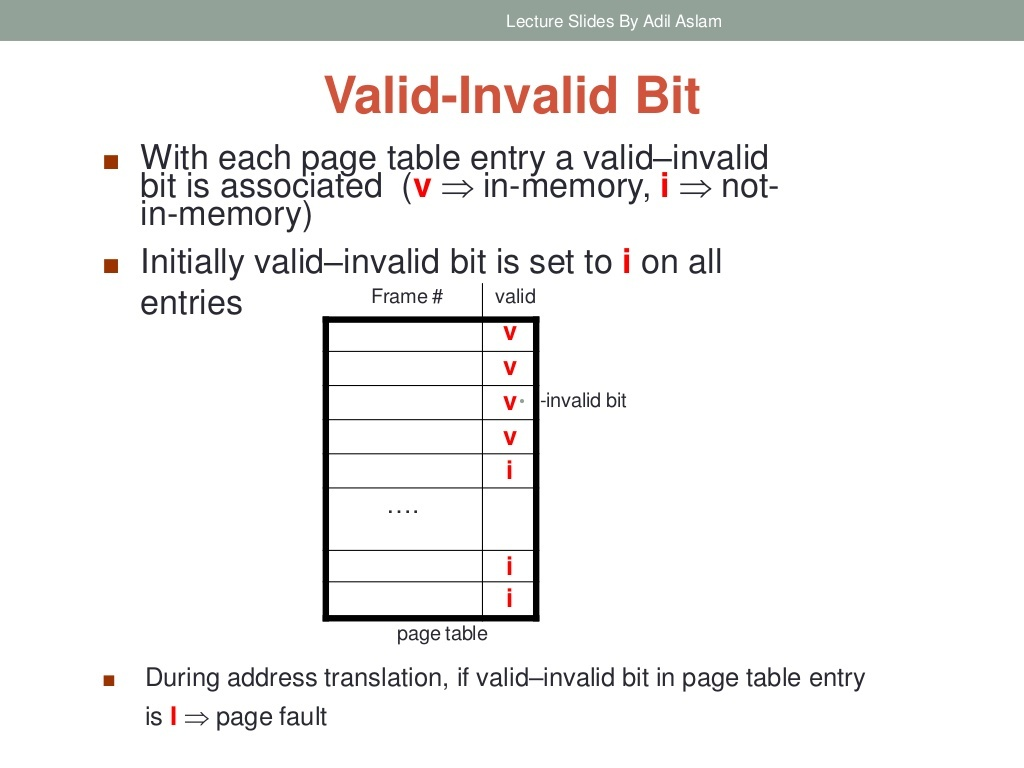 Lecture Slides By Adil Aslam
Valid-Invalid Bit
■ With each page table entry a valid–invalid
bit is associated (v ⇒ in-memory, i ⇒ not-
in-memory)
■ Initially valid–invalid bit is set to i on all
entries
Frame # valid
v
v
v -invalid bit
v
i
….
i
i
page table
■ During address translation, if valid–invalid bit in page table entry
is I ⇒ page fault